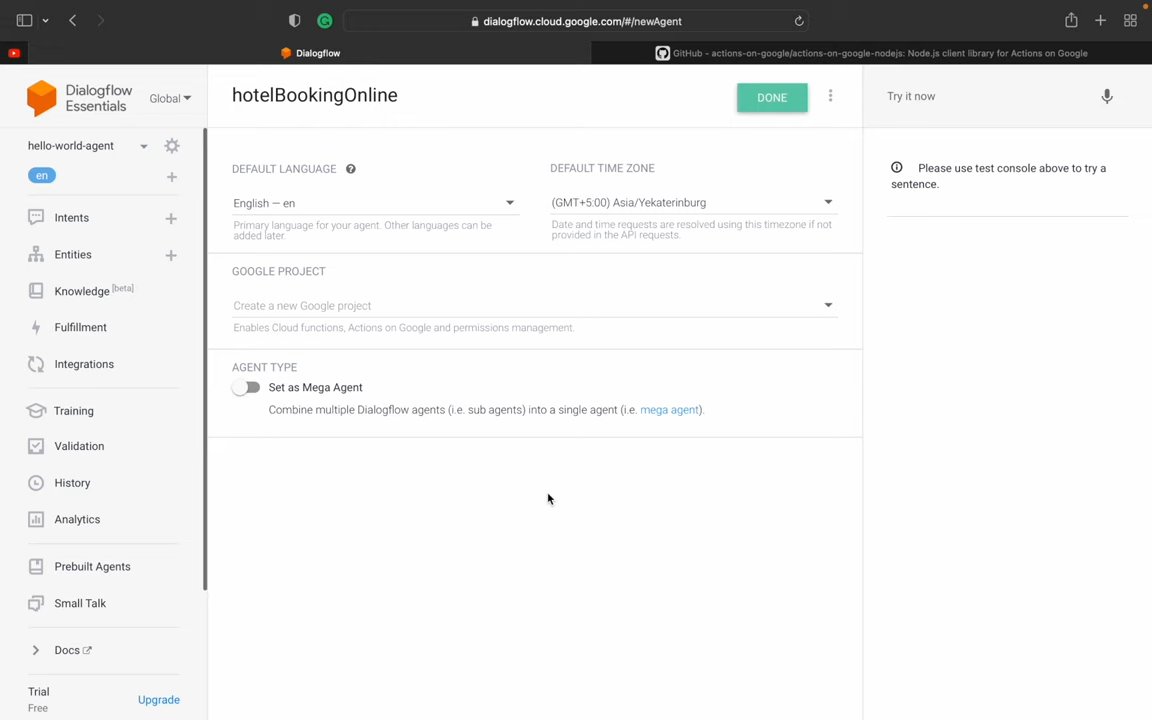 dialogflow.cloud.google.com/#/newAgent
Dialogflow
GitHub - actions-on-google/actions-on-google-nodejs: Node.js client library for Actions on Google
Dialogflow
Essentials
Global
hello-world-agent
en
Intents
Entities
Knowledge [beta]
Fulfillment
Integrations
Training
Validation
History
Analytics
Prebuilt Agents
Small Talk
Docs
Trial
Free
Upgrade
hotelBookingOnline
DONE
DEFAULT LANGUAGE
English — en
Primary language for your agent. Other languages can be
added later.
DEFAULT TIME ZONE
(GMT+5:00) Asia/Yekaterinburg
Date and time requests are resolved using this timezone if not
provided in the API requests.
GOOGLE PROJECT
Create a new Google project
Enables Cloud functions, Actions on Google and permissions management.
AGENT TYPE
Set as Mega Agent
Combine multiple Dialogflow agents (i.e. sub agents) into a single agent (i.e. mega agent).
Try it now
Please use test console above to try a
sentence.